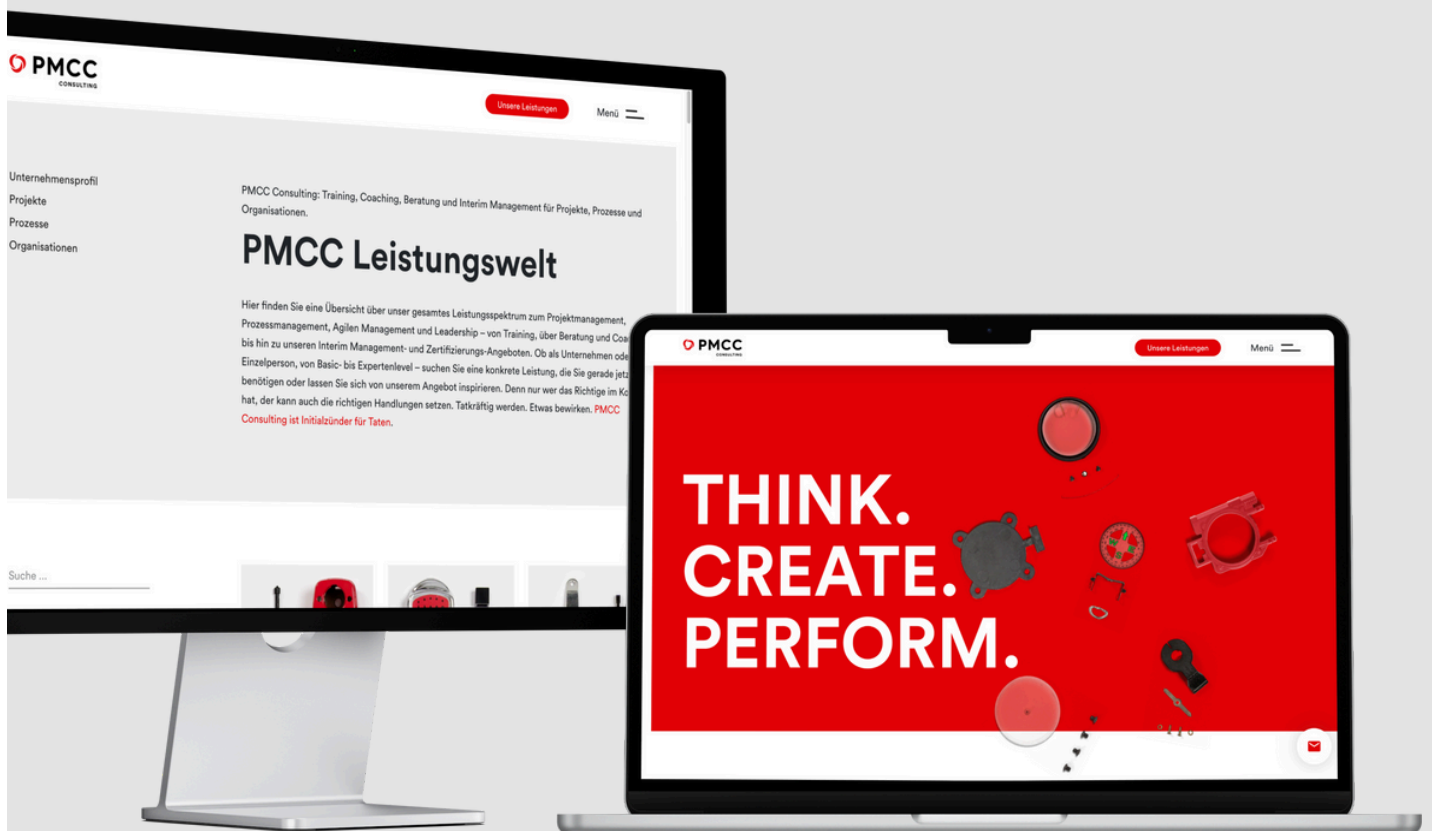 PMCC
CONSULTING
Unsere Leistungen
Menü
Unternehmensprofil
Projekte
Prozesse
Organisationen
PMCC Consulting: Training, Coaching, Beratung und Interim Management für Projekte, Prozesse und
Organisationen.
PMCC Leistungswelt
Hier finden Sie eine Übersicht über unser gesamtes Leistungsspektrum zum Projektmanagement,
Prozessmanagement, Agilen Management und Leadership – von Training, über Beratung und Coa
bis hin zu unseren Interim Management- und Zertifizierungs-Angeboten. Ob als Unternehmen ode
Einzelperson, von Basic- bis Expertenlevel – suchen Sie eine konkrete Leistung, die Sie gerade jetz
benötigen oder lassen Sie sich von unserem Angebot inspirieren. Denn nur wer das Richtige im Ko
hat, der kann auch die richtigen Handlungen setzen. Tatkräftig werden. Etwas bewirken. PMCC
Consulting ist Initialzünder für Taten.
Suche ...
PMCC
CONSULTING
Unsere Leistungen
Menü
THINK.
CREATE.
PERFORM.